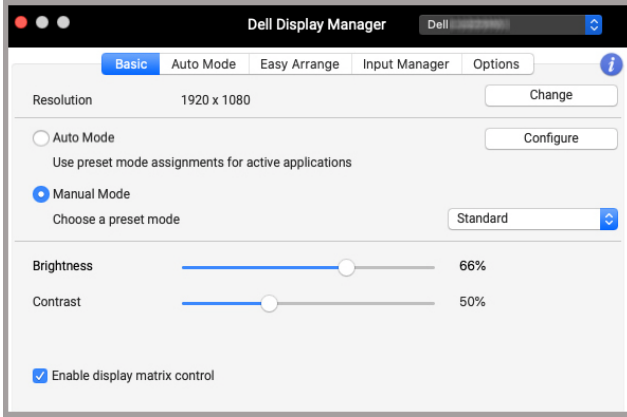 Dell Display Manager Dell
Basic Auto Mode Easy Arrange Input Manager Options i
Resolution 1920 x 1080 Change
Auto Mode Configure
Use preset mode assignments for active applications
Manual Mode
Choose a preset mode Standard
Brightness 66%
Contrast 50%
Enable display matrix control